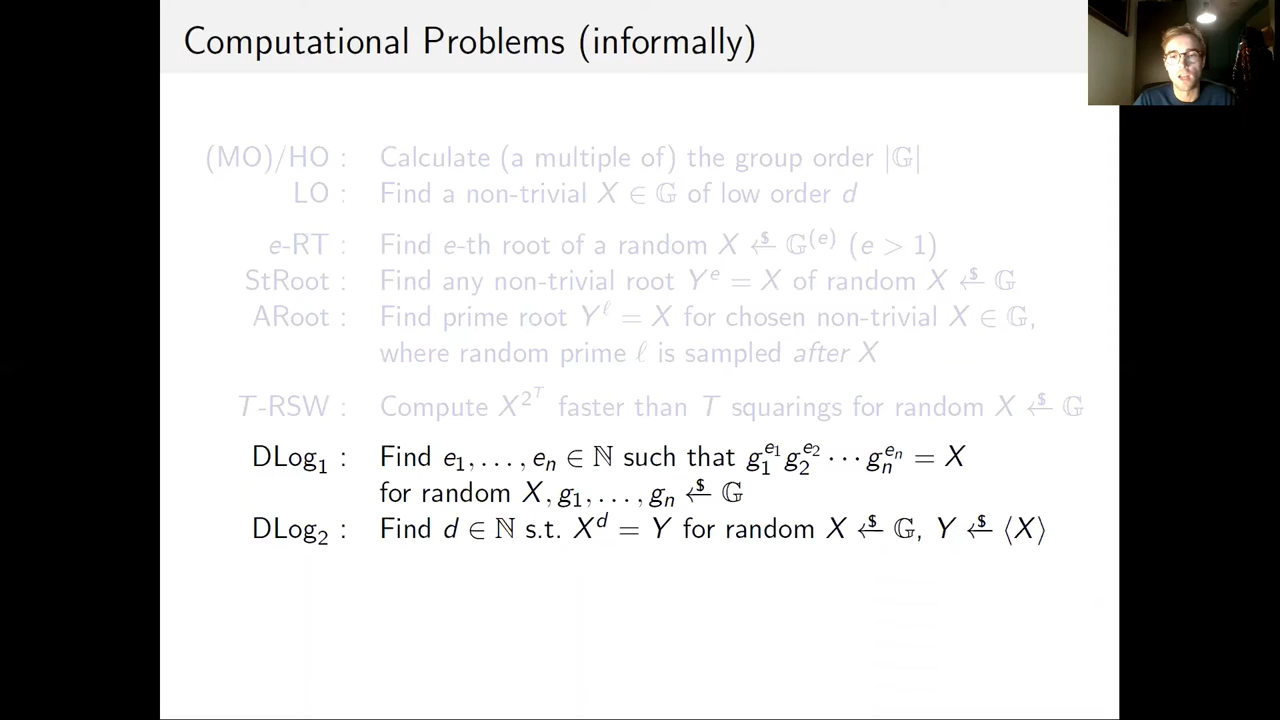 Computational Problems (informally)
(MO)/HO : Calculate (a multiple of) the group order |𝔾|
LO : Find a non-trivial X ∈ 𝔾 of low order d
e-RT : Find e-th root of a random X ←$ 𝔾^(e) (e > 1)
StRoot : Find any non-trivial root Y^e = X of random X ←$ 𝔾
ARoot : Find prime root Y^ℓ = X for chosen non-trivial X ∈ 𝔾,
where random prime ℓ is sampled after X
T-RSW : Compute X^{2^T} faster than T squarings for random X ←$ 𝔾
DLog₁ : Find e₁, . . . , eₙ ∈ ℕ such that g₁^{e₁} g₂^{e₂} · · · gₙ^{eₙ} = X
for random X, g₁, . . . , gₙ ←$ 𝔾
DLog₂ : Find d ∈ ℕ s.t. X^d = Y for random X ←$ 𝔾, Y ←$ ⟨X⟩